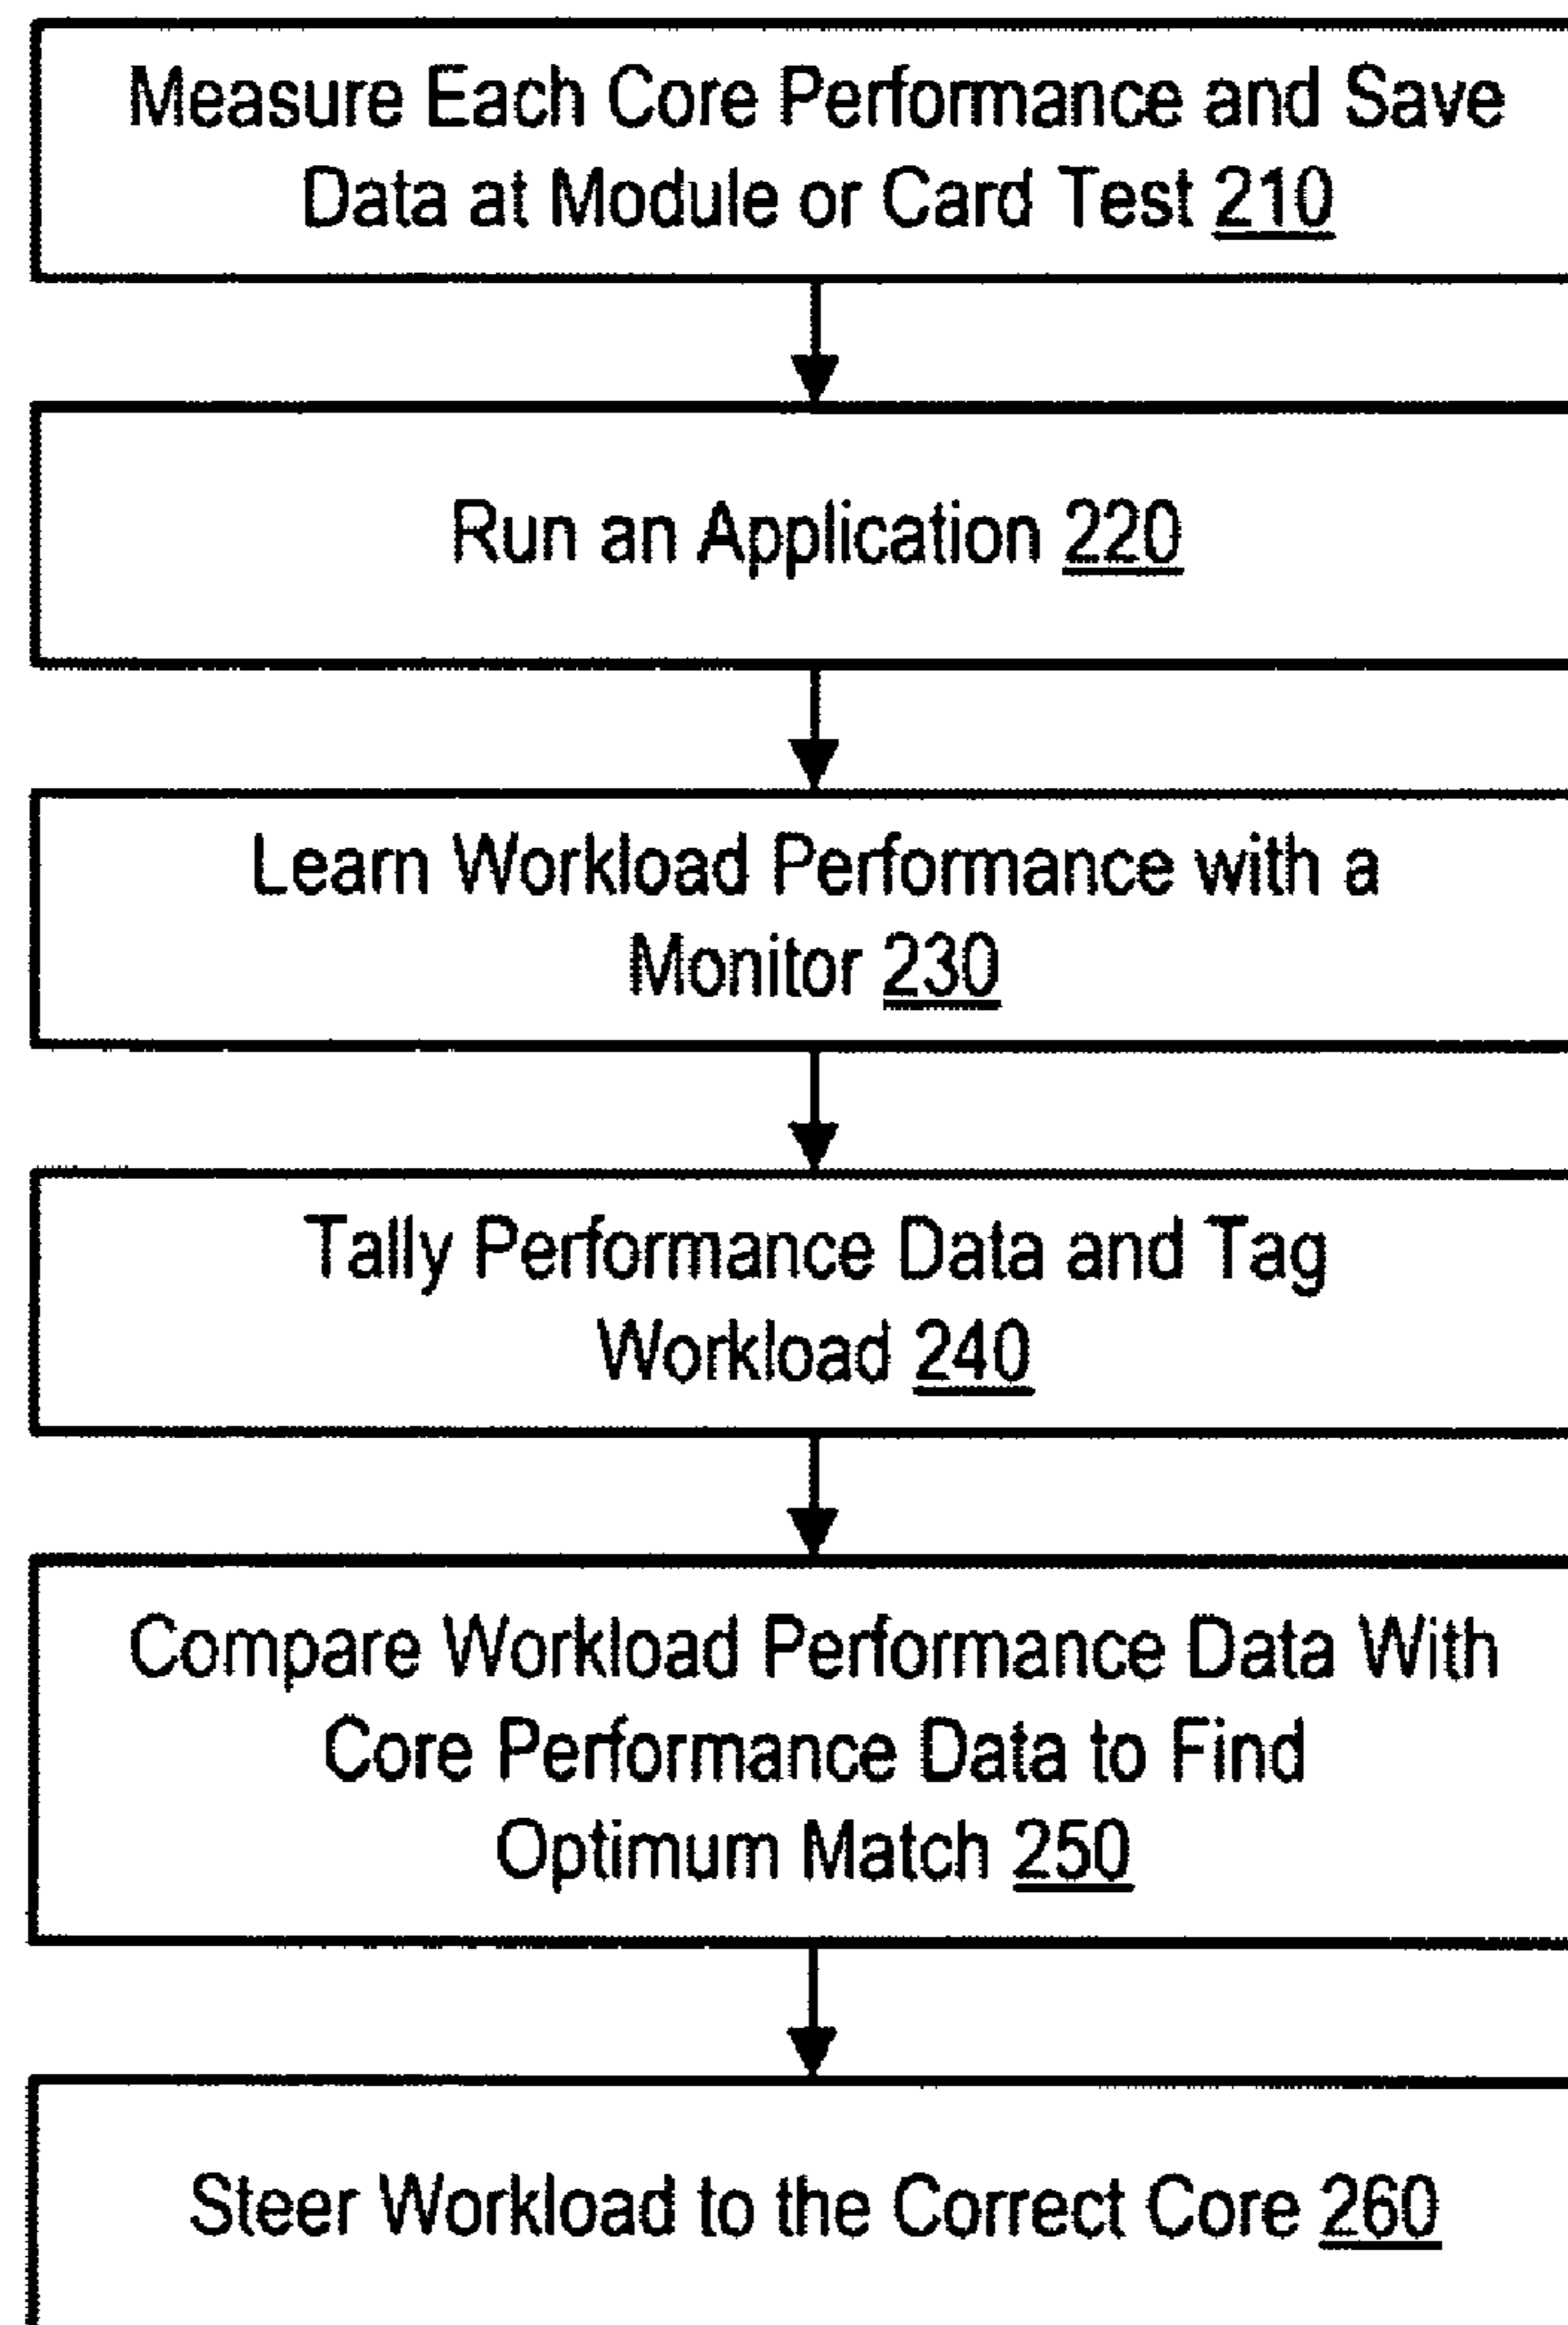 Measure Each Core Performance and Save
Data at Module or Card Test 210
Run an Application 220
Learn Workload Performance with a
Monitor 230
Tally Performance Data and Tag
Workload 240
Compare Workload Performance Data With
Core Performance Data to Find
Optimum Match 250
Steer Workload to the Correct Core 260